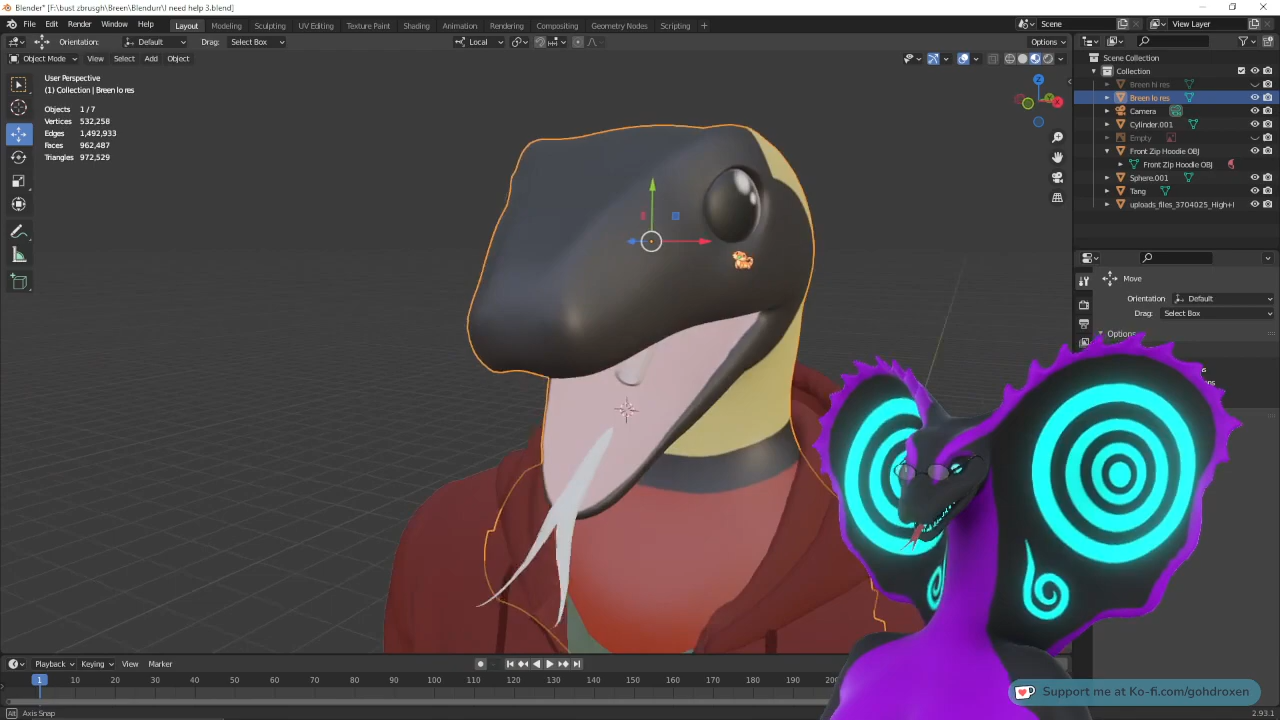 Blender* [F:\bust zbrusgh\Breen\Blendurr\I need help 3.blend]
File Edit Render Window Help Layout Modeling Sculpting UV Editing Texture Paint Shading Animation Rendering Compositing Geometry Nodes Scripting + Scene View Layer
Orientation: Default Drag: Select Box Local Options
Object Mode View Select Add Object
User Perspective
(1) Collection | Breen lo res
Objects 1/7
Vertices 532,258
Edges 1,492,933
Faces 962,487
Triangles 972,529
Z
Scene Collection
Collection
Breen hi res
Breen lo res
Camera
Cylinder.001
Empty
Front Zip Hoodie OBJ
Front Zip Hoodie OBJ
Sphere.001
Tang
uploads_files_3704025_High+I
Move
Orientation Default
Drag: Select Box
Options
Playback Keying View Marker
1 10 20 30 40 50 60 70 80 90 100 110 120 130 140 150 160 170 180 190
Axis Snap
Support me at Ko-fi.com/gohdroxen
2.93.1